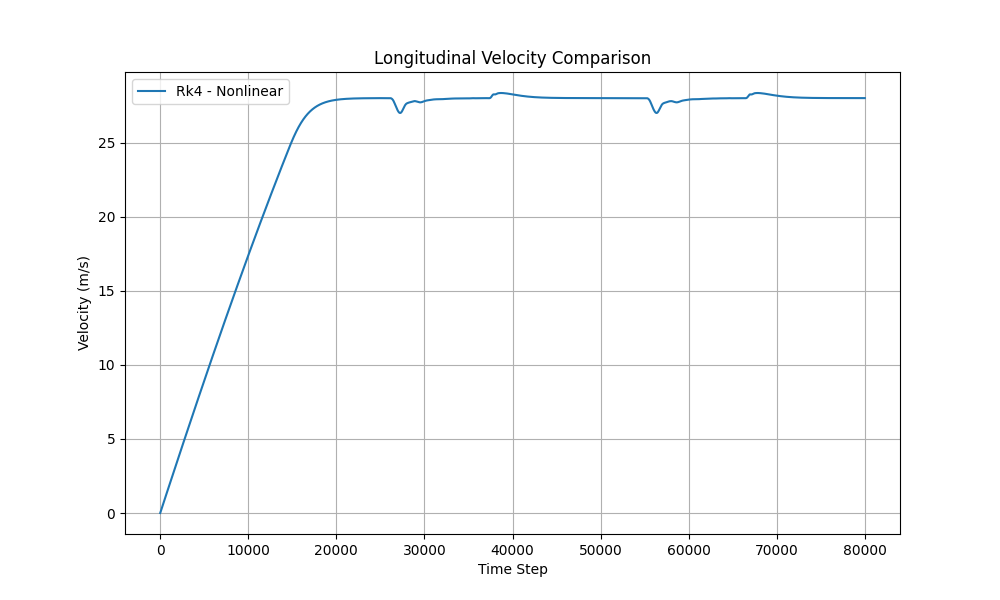 Longitudinal Velocity Comparison
Rk4 - Nonlinear
Velocity (m/s)
25
20
15
10
5
0
0 10000 20000 30000 40000 50000 60000 70000 80000
Time Step